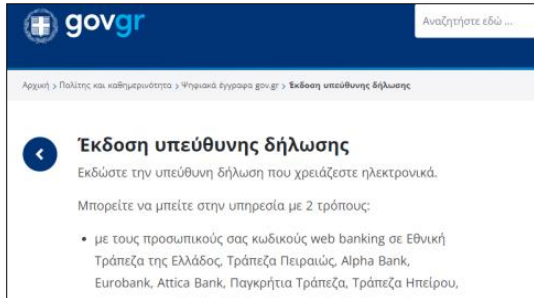 govgr
Αναζητήστε εδώ ...
Αρχική > Πολίτης και καθημερινότητα > Ψηφιακά έγγραφα gov.gr > Έκδοση υπεύθυνης δήλωσης
Έκδοση υπεύθυνης δήλωσης
Εκδώστε την υπεύθυνη δήλωση που χρειάζεστε ηλεκτρονικά.
Μπορείτε να μπείτε στην υπηρεσία με 2 τρόπους:
• με τους προσωπικούς σας κωδικούς web banking σε Εθνική
Τράπεζα της Ελλάδος, Τράπεζα Πειραιώς, Alpha Bank,
Eurobank, Attica Bank, Παγκρήτια Τράπεζα, Τράπεζα Ηπείρου,